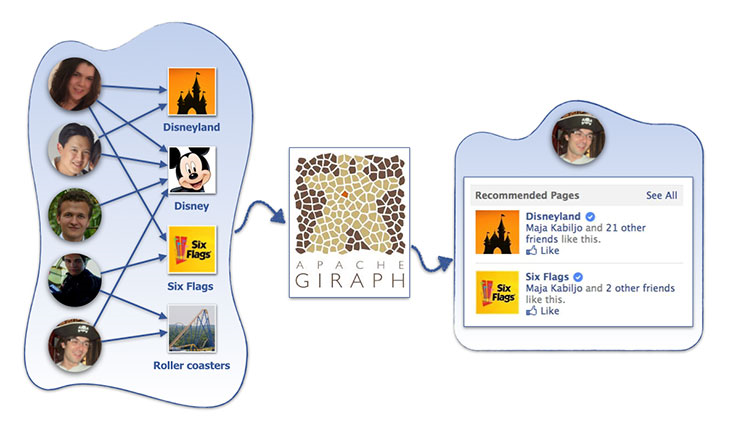 Disneyland
Disney
Six
Flags
Six Flags
Roller coasters
APACHE
GIRAPH
Recommended Pages See All
Disneyland
Maja Kabiljo and 21 other
friends like this.
Like
Six
Flags
Six Flags
Maja Kabiljo and 2 other friends
like this.
Like